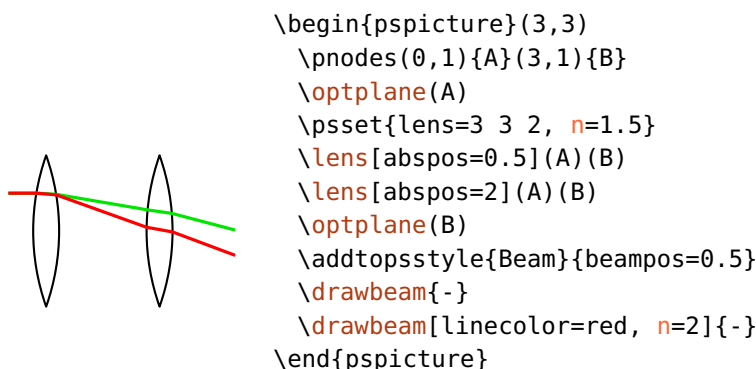 \begin{pspicture}(3,3)
  \pnodes(0,1){A}(3,1){B}
  \optplane(A)
  \psset{lens=3 3 2, n=1.5}
  \lens[abspos=0.5](A)(B)
  \lens[abspos=2](A)(B)
  \optplane(B)
  \addtopsstyle{Beam}{beampos=0.5}
  \drawbeam{-}
  \drawbeam[linecolor=red, n=2]{-}
\end{pspicture}